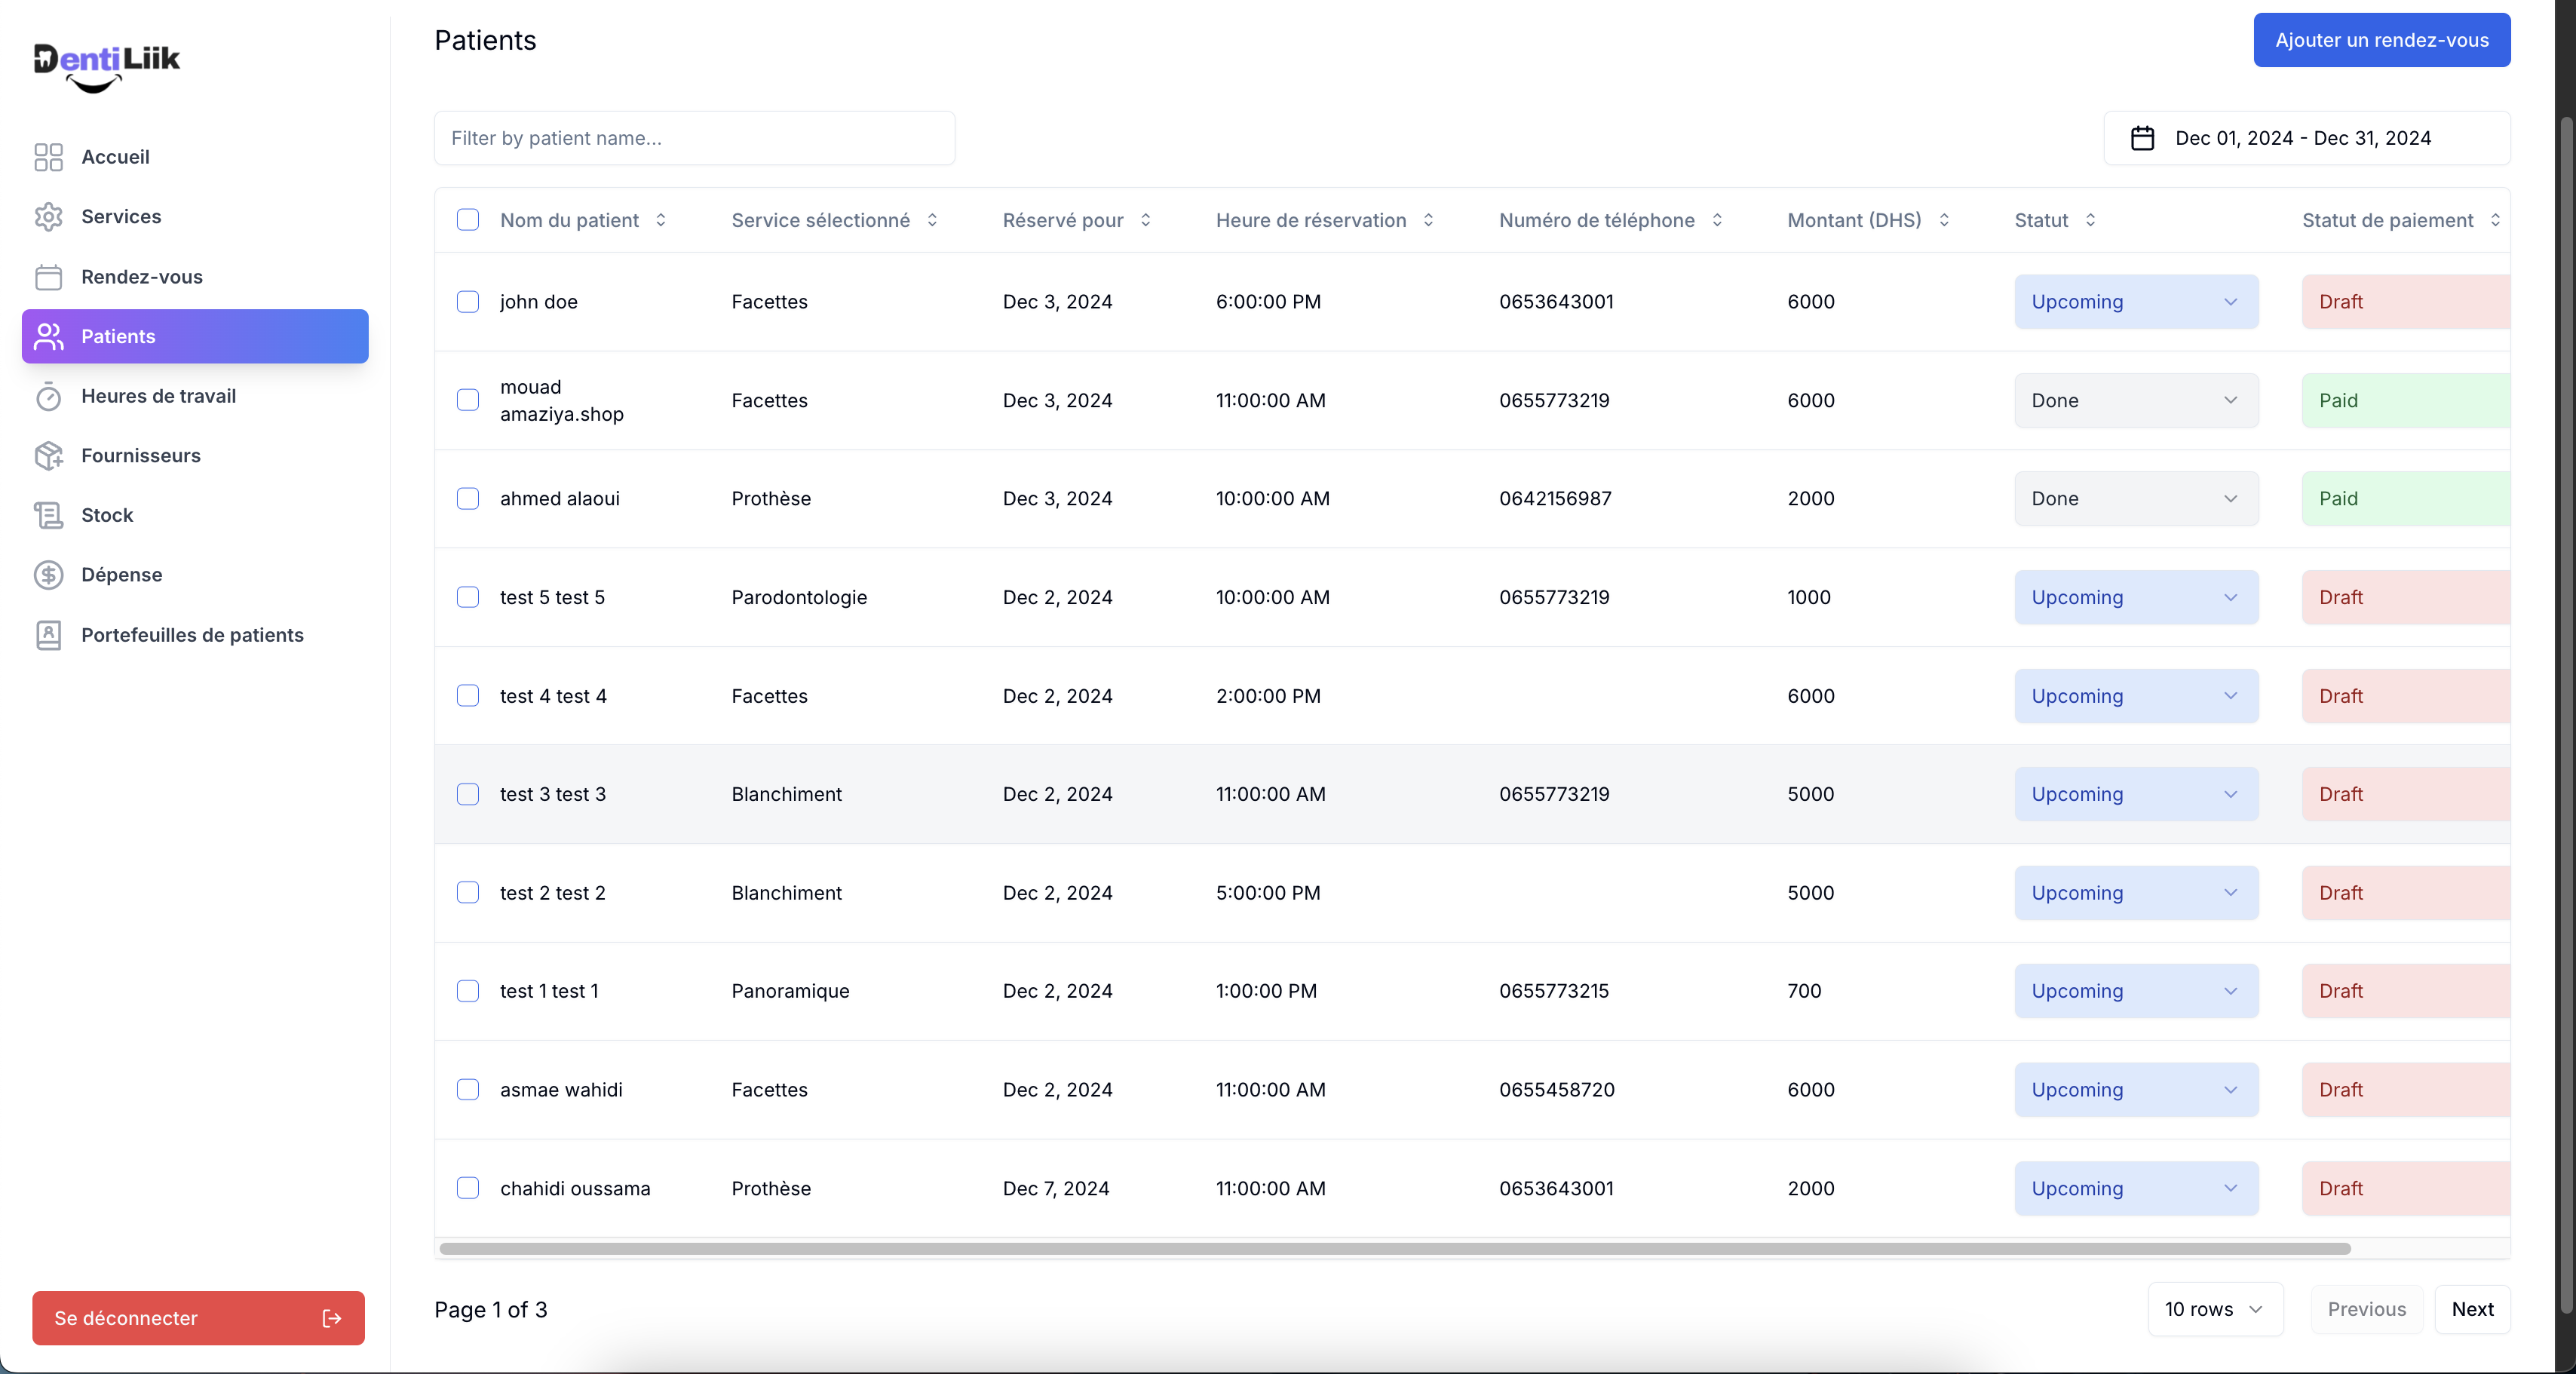 DentiLiik
Accueil
Services
Rendez-vous
Patients
Heures de travail
Fournisseurs
Stock
Dépense
Portefeuilles de patients
Se déconnecter
Patients
Ajouter un rendez-vous
Filter by patient name...
Dec 01, 2024 - Dec 31, 2024
Nom du patient Service sélectionné Réservé pour Heure de réservation Numéro de téléphone Montant (DHS) Statut Statut de paiement
john doe Facettes Dec 3, 2024 6:00:00 PM 0653643001 6000 Upcoming Draft
mouad
amaziya.shop Facettes Dec 3, 2024 11:00:00 AM 0655773219 6000 Done Paid
ahmed alaoui Prothèse Dec 3, 2024 10:00:00 AM 0642156987 2000 Done Paid
test 5 test 5 Parodontologie Dec 2, 2024 10:00:00 AM 0655773219 1000 Upcoming Draft
test 4 test 4 Facettes Dec 2, 2024 2:00:00 PM 6000 Upcoming Draft
test 3 test 3 Blanchiment Dec 2, 2024 11:00:00 AM 0655773219 5000 Upcoming Draft
test 2 test 2 Blanchiment Dec 2, 2024 5:00:00 PM 5000 Upcoming Draft
test 1 test 1 Panoramique Dec 2, 2024 1:00:00 PM 0655773215 700 Upcoming Draft
asmae wahidi Facettes Dec 2, 2024 11:00:00 AM 0655458720 6000 Upcoming Draft
chahidi oussama Prothèse Dec 7, 2024 11:00:00 AM 0653643001 2000 Upcoming Draft
Page 1 of 3
10 rows
Previous
Next